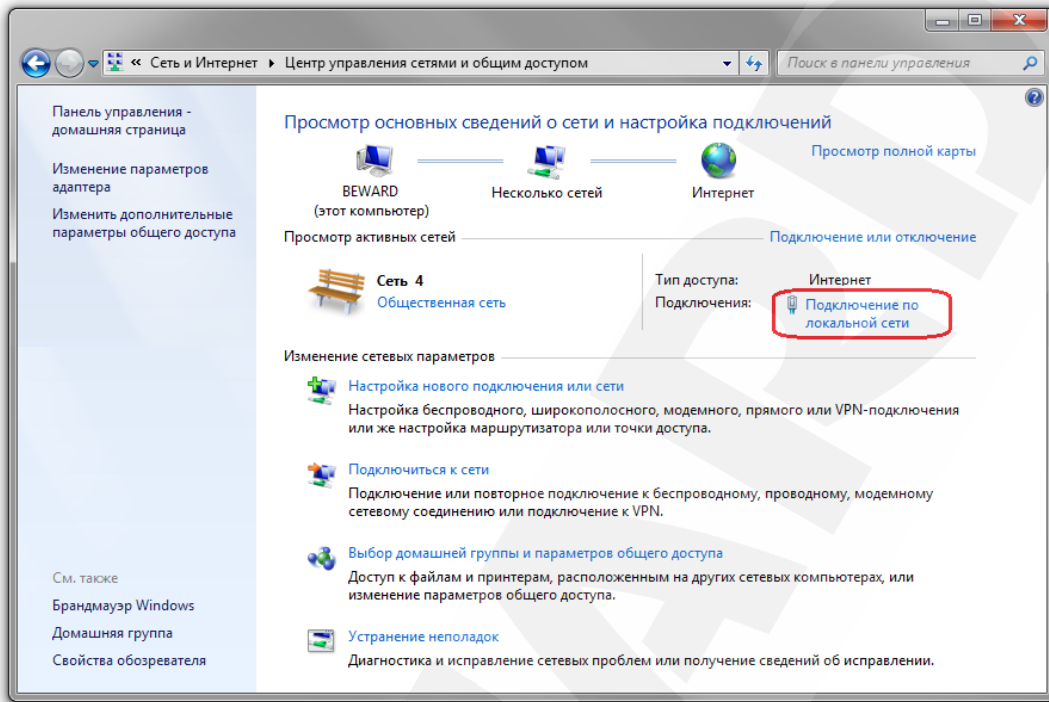 « Сеть и Интернет ▸ Центр управления сетями и общим доступом
Поиск в панели управления
Панель управления -
домашняя страница
Изменение параметров
адаптера
Изменить дополнительные
параметры общего доступа
См. также
Брандмауэр Windows
Домашняя группа
Свойства обозревателя
Просмотр основных сведений о сети и настройка подключений
Просмотр полной карты
BEWARD
(этот компьютер)
Несколько сетей
Интернет
Просмотр активных сетей
Подключение или отключение
Сеть 4
Общественная сеть
Тип доступа: Интернет
Подключения: Подключение по
локальной сети
Изменение сетевых параметров
Настройка нового подключения или сети
Настройка беспроводного, широкополосного, модемного, прямого или VPN-подключения
или же настройка маршрутизатора или точки доступа.
Подключиться к сети
Подключение или повторное подключение к беспроводному, проводному, модемному
сетевому соединению или подключение к VPN.
Выбор домашней группы и параметров общего доступа
Доступ к файлам и принтерам, расположенным на других сетевых компьютерах, или
изменение параметров общего доступа.
Устранение неполадок
Диагностика и исправление сетевых проблем или получение сведений об исправлении.